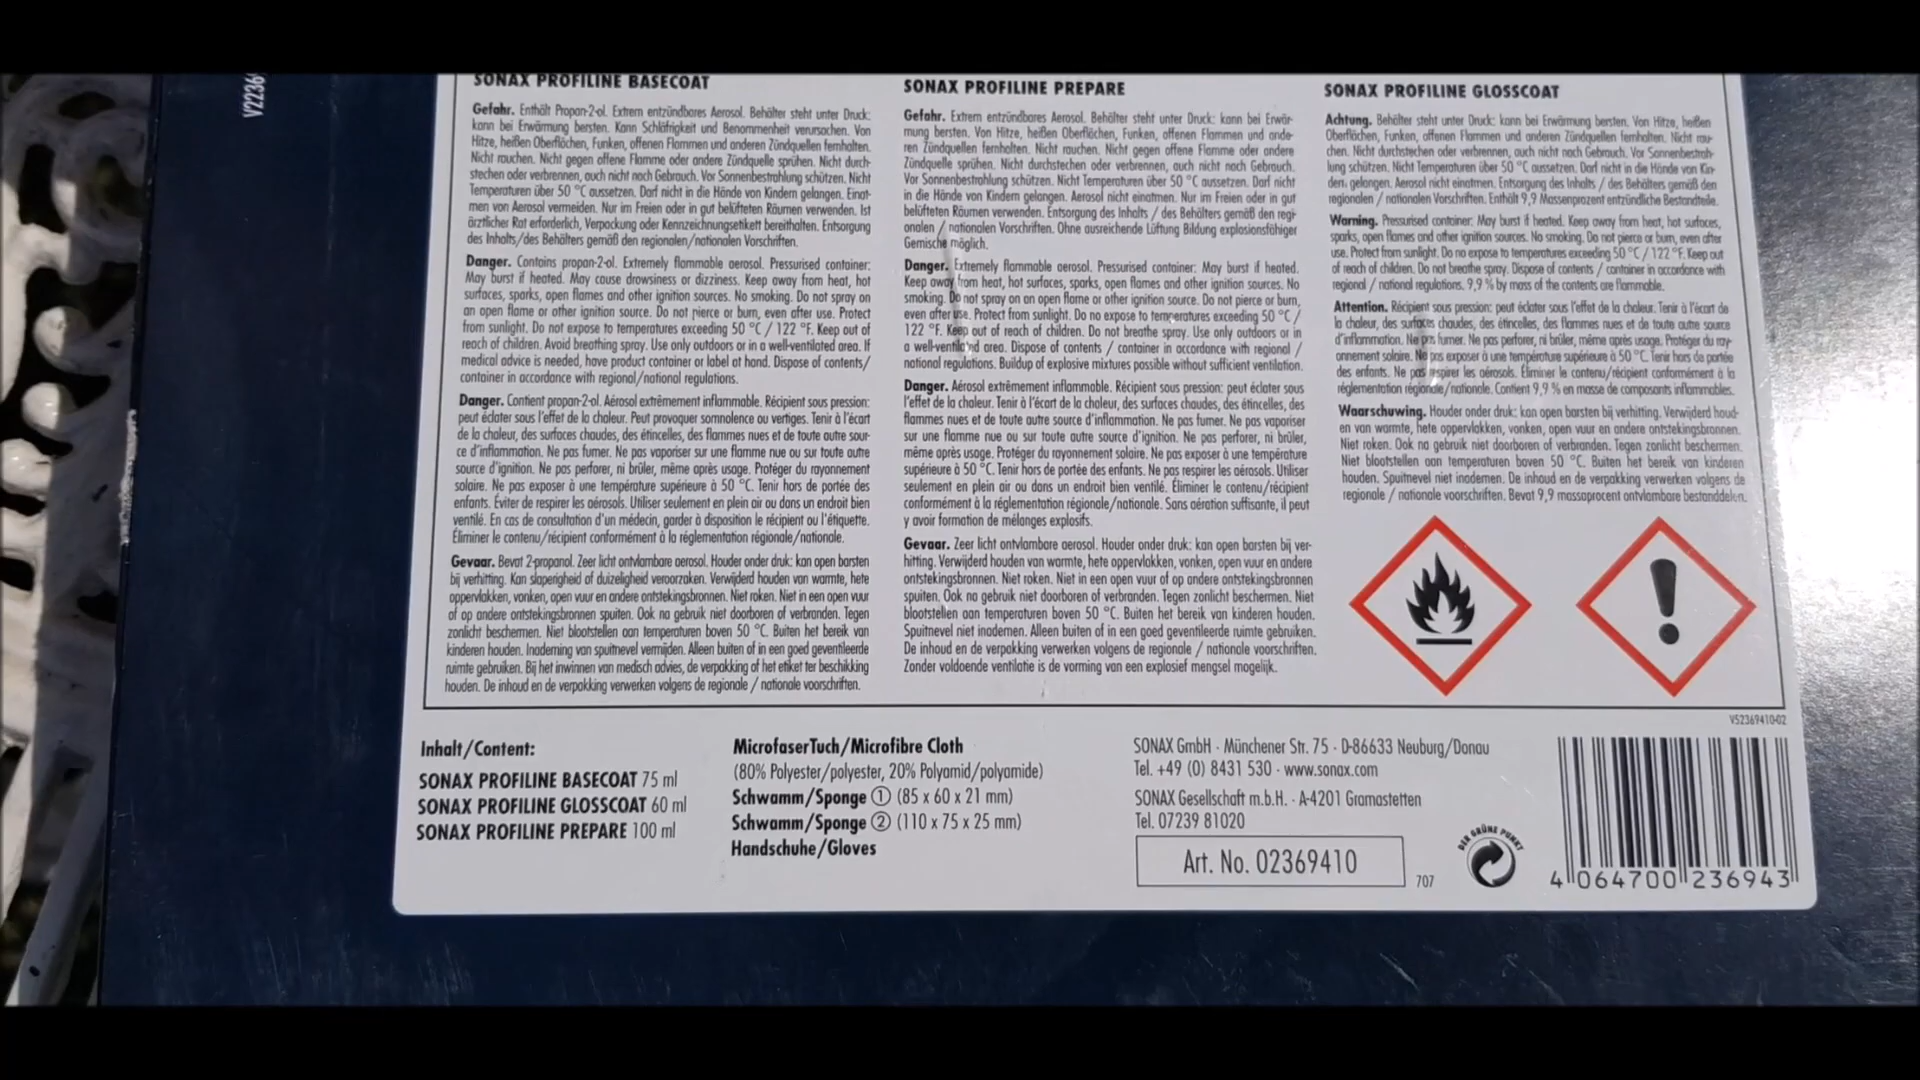 V2236
SONAX PROFILINE BASECOAT
Gefahr. Enthält Propan-2-ol. Extrem entzündbares Aerosol. Behälter steht unter Druck:
kann bei Erwärmung bersten. Kann Schläfrigkeit und Benommenheit verursachen. Von
Hitze, heißen Oberflächen, Funken, offenen Flammen und anderen Zündquellen fernhalten.
Nicht rauchen. Nicht gegen offene Flamme oder andere Zündquelle sprühen. Nicht durch-
stechen oder verbrennen, auch nicht nach Gebrauch. Vor Sonnenbestrahlung schützen. Nicht
Temperaturen über 50 °C aussetzen. Darf nicht in die Hände von Kindern gelangen. Einat-
men von Aerosol vermeiden. Nur im Freien oder in gut belüfteten Räumen verwenden. Ist
ärztlicher Rat erforderlich, Verpackung oder Kennzeichnungsetikett bereithalten. Entsorgung
des Inhalts/des Behälters gemäß den regionalen/nationalen Vorschriften.
Danger. Contains propan-2-ol. Extremely flammable aerosol. Pressurised container:
May burst if heated. May cause drowsiness or dizziness. Keep away from heat, hot
surfaces, sparks, open flames and other ignition sources. No smoking. Do not spray on
an open flame or other ignition source. Do not pierce or burn, even after use. Protect
from sunlight. Do not expose to temperatures exceeding 50 °C / 122 °F. Keep out of
reach of children. Avoid breathing spray. Use only outdoors or in a well-ventilated area. If
medical advice is needed, have product container or label at hand. Dispose of contents/
container in accordance with regional/national regulations.
Danger. Contient propan-2-ol. Aérosol extrêmement inflammable. Récipient sous pression:
peut éclater sous l'effet de la chaleur. Peut provoquer somnolence ou vertiges. Tenir à l'écart
de la chaleur, des surfaces chaudes, des étincelles, des flammes nues et de toute autre sour-
ce d'inflammation. Ne pas fumer. Ne pas vaporiser sur une flamme nue ou sur toute autre
source d'ignition. Ne pas perforer, ni brûler, même après usage. Protéger du rayonnement
solaire. Ne pas exposer à une température supérieure à 50 °C. Tenir hors de portée des
enfants. Éviter de respirer les aérosols. Utiliser seulement en plein air ou dans un endroit bien
ventilé. En cas de consultation d'un médecin, garder à disposition le récipient ou l'étiquette.
Éliminer le contenu/récipient conformément à la réglementation régionale/nationale.
Gevaar. Bevat 2-propanol. Zeer licht ontvlambare aerosol. Houder onder druk: kan open barsten
bij verhitting. Kan slaperigheid of duizeligheid veroorzaken. Verwijderd houden van warmte, hete
oppervlakken, vonken, open vuur en andere ontstekingsbronnen. Niet roken. Niet in een open vuur
of op andere ontstekingsbronnen spuiten. Ook na gebruik niet doorboren of verbranden. Tegen
zonlicht beschermen. Niet blootstellen aan temperaturen boven 50 °C. Buiten het bereik van
kinderen houden. Inademing van spuitnevel vermijden. Alleen buiten of in een goed geventileerde
ruimte gebruiken. Bij het inwinnen van medisch advies, de verpakking of het etiket ter beschikking
houden. De inhoud en de verpakking verwerken volgens de regionale / nationale voorschriften.
SONAX PROFILINE PREPARE
Gefahr. Extrem entzündbares Aerosol. Behälter steht unter Druck: kann bei Erwär-
mung bersten. Von Hitze, heißen Oberflächen, Funken, offenen Flammen und ande-
ren Zündquellen fernhalten. Nicht rauchen. Nicht gegen offene Flamme oder andere
Zündquelle sprühen. Nicht durchstechen oder verbrennen, auch nicht nach Gebrauch.
Vor Sonnenbestrahlung schützen. Nicht Temperaturen über 50 °C aussetzen. Darf nicht
in die Hände von Kindern gelangen. Aerosol nicht einatmen. Nur im Freien oder in gut
belüfteten Räumen verwenden. Entsorgung des Inhalts / des Behälters gemäß den regi-
onalen / nationalen Vorschriften. Ohne ausreichende Lüftung Bildung explosionsfähiger
Gemische möglich.
Danger. Extremely flammable aerosol. Pressurised container: May burst if heated.
Keep away from heat, hot surfaces, sparks, open flames and other ignition sources. No
smoking. Do not spray on an open flame or other ignition source. Do not pierce or burn,
even after use. Protect from sunlight. Do no expose to temperatures exceeding 50 °C /
122 °F. Keep out of reach of children. Do not breathe spray. Use only outdoors or in
a well-ventilated area. Dispose of contents / container in accordance with regional /
national regulations. Buildup of explosive mixtures possible without sufficient ventilation.
Danger. Aérosol extrêmement inflammable. Récipient sous pression: peut éclater sous
l'effet de la chaleur. Tenir à l'écart de la chaleur, des surfaces chaudes, des étincelles, des
flammes nues et de toute autre source d'inflammation. Ne pas fumer. Ne pas vaporiser
sur une flamme nue ou sur toute autre source d'ignition. Ne pas perforer, ni brûler,
même après usage. Protéger du rayonnement solaire. Ne pas exposer à une température
supérieure à 50 °C. Tenir hors de portée des enfants. Ne pas respirer les aérosols. Utiliser
seulement en plein air ou dans un endroit bien ventilé. Éliminer le contenu/récipient
conformément à la réglementation régionale/nationale. Sans aération suffisante, il peut
y avoir formation de mélanges explosifs.
Gevaar. Zeer licht ontvlambare aerosol. Houder onder druk: kan open barsten bij ver-
hitting. Verwijderd houden van warmte, hete oppervlakken, vonken, open vuur en andere
ontstekingsbronnen. Niet roken. Niet in een open vuur of op andere ontstekingsbronnen
spuiten. Ook na gebruik niet doorboren of verbranden. Tegen zonlicht beschermen. Niet
blootstellen aan temperaturen boven 50 °C. Buiten het bereik van kinderen houden.
Spuitnevel niet inademen. Alleen buiten of in een goed geventileerde ruimte gebruiken.
De inhoud en de verpakking verwerken volgens de regionale / nationale voorschriften.
Zonder voldoende ventilatie is de vorming van een explosief mengsel mogelijk.
SONAX PROFILINE GLOSSCOAT
Achtung. Behälter steht unter Druck: kann bei Erwärmung bersten. Von Hitze, heißen
Oberflächen, Funken, offenen Flammen und anderen Zündquellen fernhalten. Nicht rau-
chen. Nicht durchstechen oder verbrennen, auch nicht nach Gebrauch. Vor Sonnenbestrah-
lung schützen. Nicht Temperaturen über 50 °C aussetzen. Darf nicht in die Hände von Kin-
dern gelangen. Aerosol nicht einatmen. Entsorgung des Inhalts / des Behälters gemäß den
regionalen / nationalen Vorschriften. Enthält 9,9 Massenprozent entzündliche Bestandteile.
Warning. Pressurised container: May burst if heated. Keep away from heat, hot surfaces,
sparks, open flames and other ignition sources. No smoking. Do not pierce or burn, even after
use. Protect from sunlight. Do no expose to temperatures exceeding 50 °C / 122 °F. Keep out
of reach of children. Do not breathe spray. Dispose of contents / container in accordance with
regional / national regulations. 9,9 % by mass of the contents are flammable.
Attention. Récipient sous pression: peut éclater sous l'effet de la chaleur. Tenir à l'écart de
la chaleur, des surfaces chaudes, des étincelles, des flammes nues et de toute autre source
d'inflammation. Ne pas fumer. Ne pas perforer, ni brûler, même après usage. Protéger du ray-
onnement solaire. Ne pas exposer à une température supérieure à 50 °C. Tenir hors de portée
des enfants. Ne pas respirer les aérosols. Éliminer le contenu/récipient conformément à la
réglementation régionale/nationale. Contient 9,9 % en masse de composants inflammables.
Waarschuwing. Houder onder druk: kan open barsten bij verhitting. Verwijderd houd-
en van warmte, hete oppervlakken, vonken, open vuur en andere ontstekingsbronnen.
Niet roken. Ook na gebruik niet doorboren of verbranden. Tegen zonlicht beschermen.
Niet blootstellen aan temperaturen boven 50 °C. Buiten het bereik van kinderen
houden. Spuitnevel niet inademen. De inhoud en de verpakking verwerken volgens de
regionale / nationale voorschriften. Bevat 9,9 massaprocent ontvlambare bestanddelen.
VS2369410-02
Inhalt/Content:
SONAX PROFILINE BASECOAT 75 ml
SONAX PROFILINE GLOSSCOAT 60 ml
SONAX PROFILINE PREPARE 100 ml
MicrofaserTuch/Microfibre Cloth
(80% Polyester/polyester, 20% Polyamid/polyamide)
Schwamm/Sponge ① (85 x 60 x 21 mm)
Schwamm/Sponge ② (110 x 75 x 25 mm)
Handschuhe/Gloves
SONAX GmbH · Münchener Str. 75 · D-86633 Neuburg/Donau
Tel. +49 (0) 8431 530 · www.sonax.com
SONAX Gesellschaft m.b.H. · A-4201 Gramastetten
Tel. 07239 81020
Art. No. 02369410
707
DER GRÜNE PUNKT
4 064700 236943